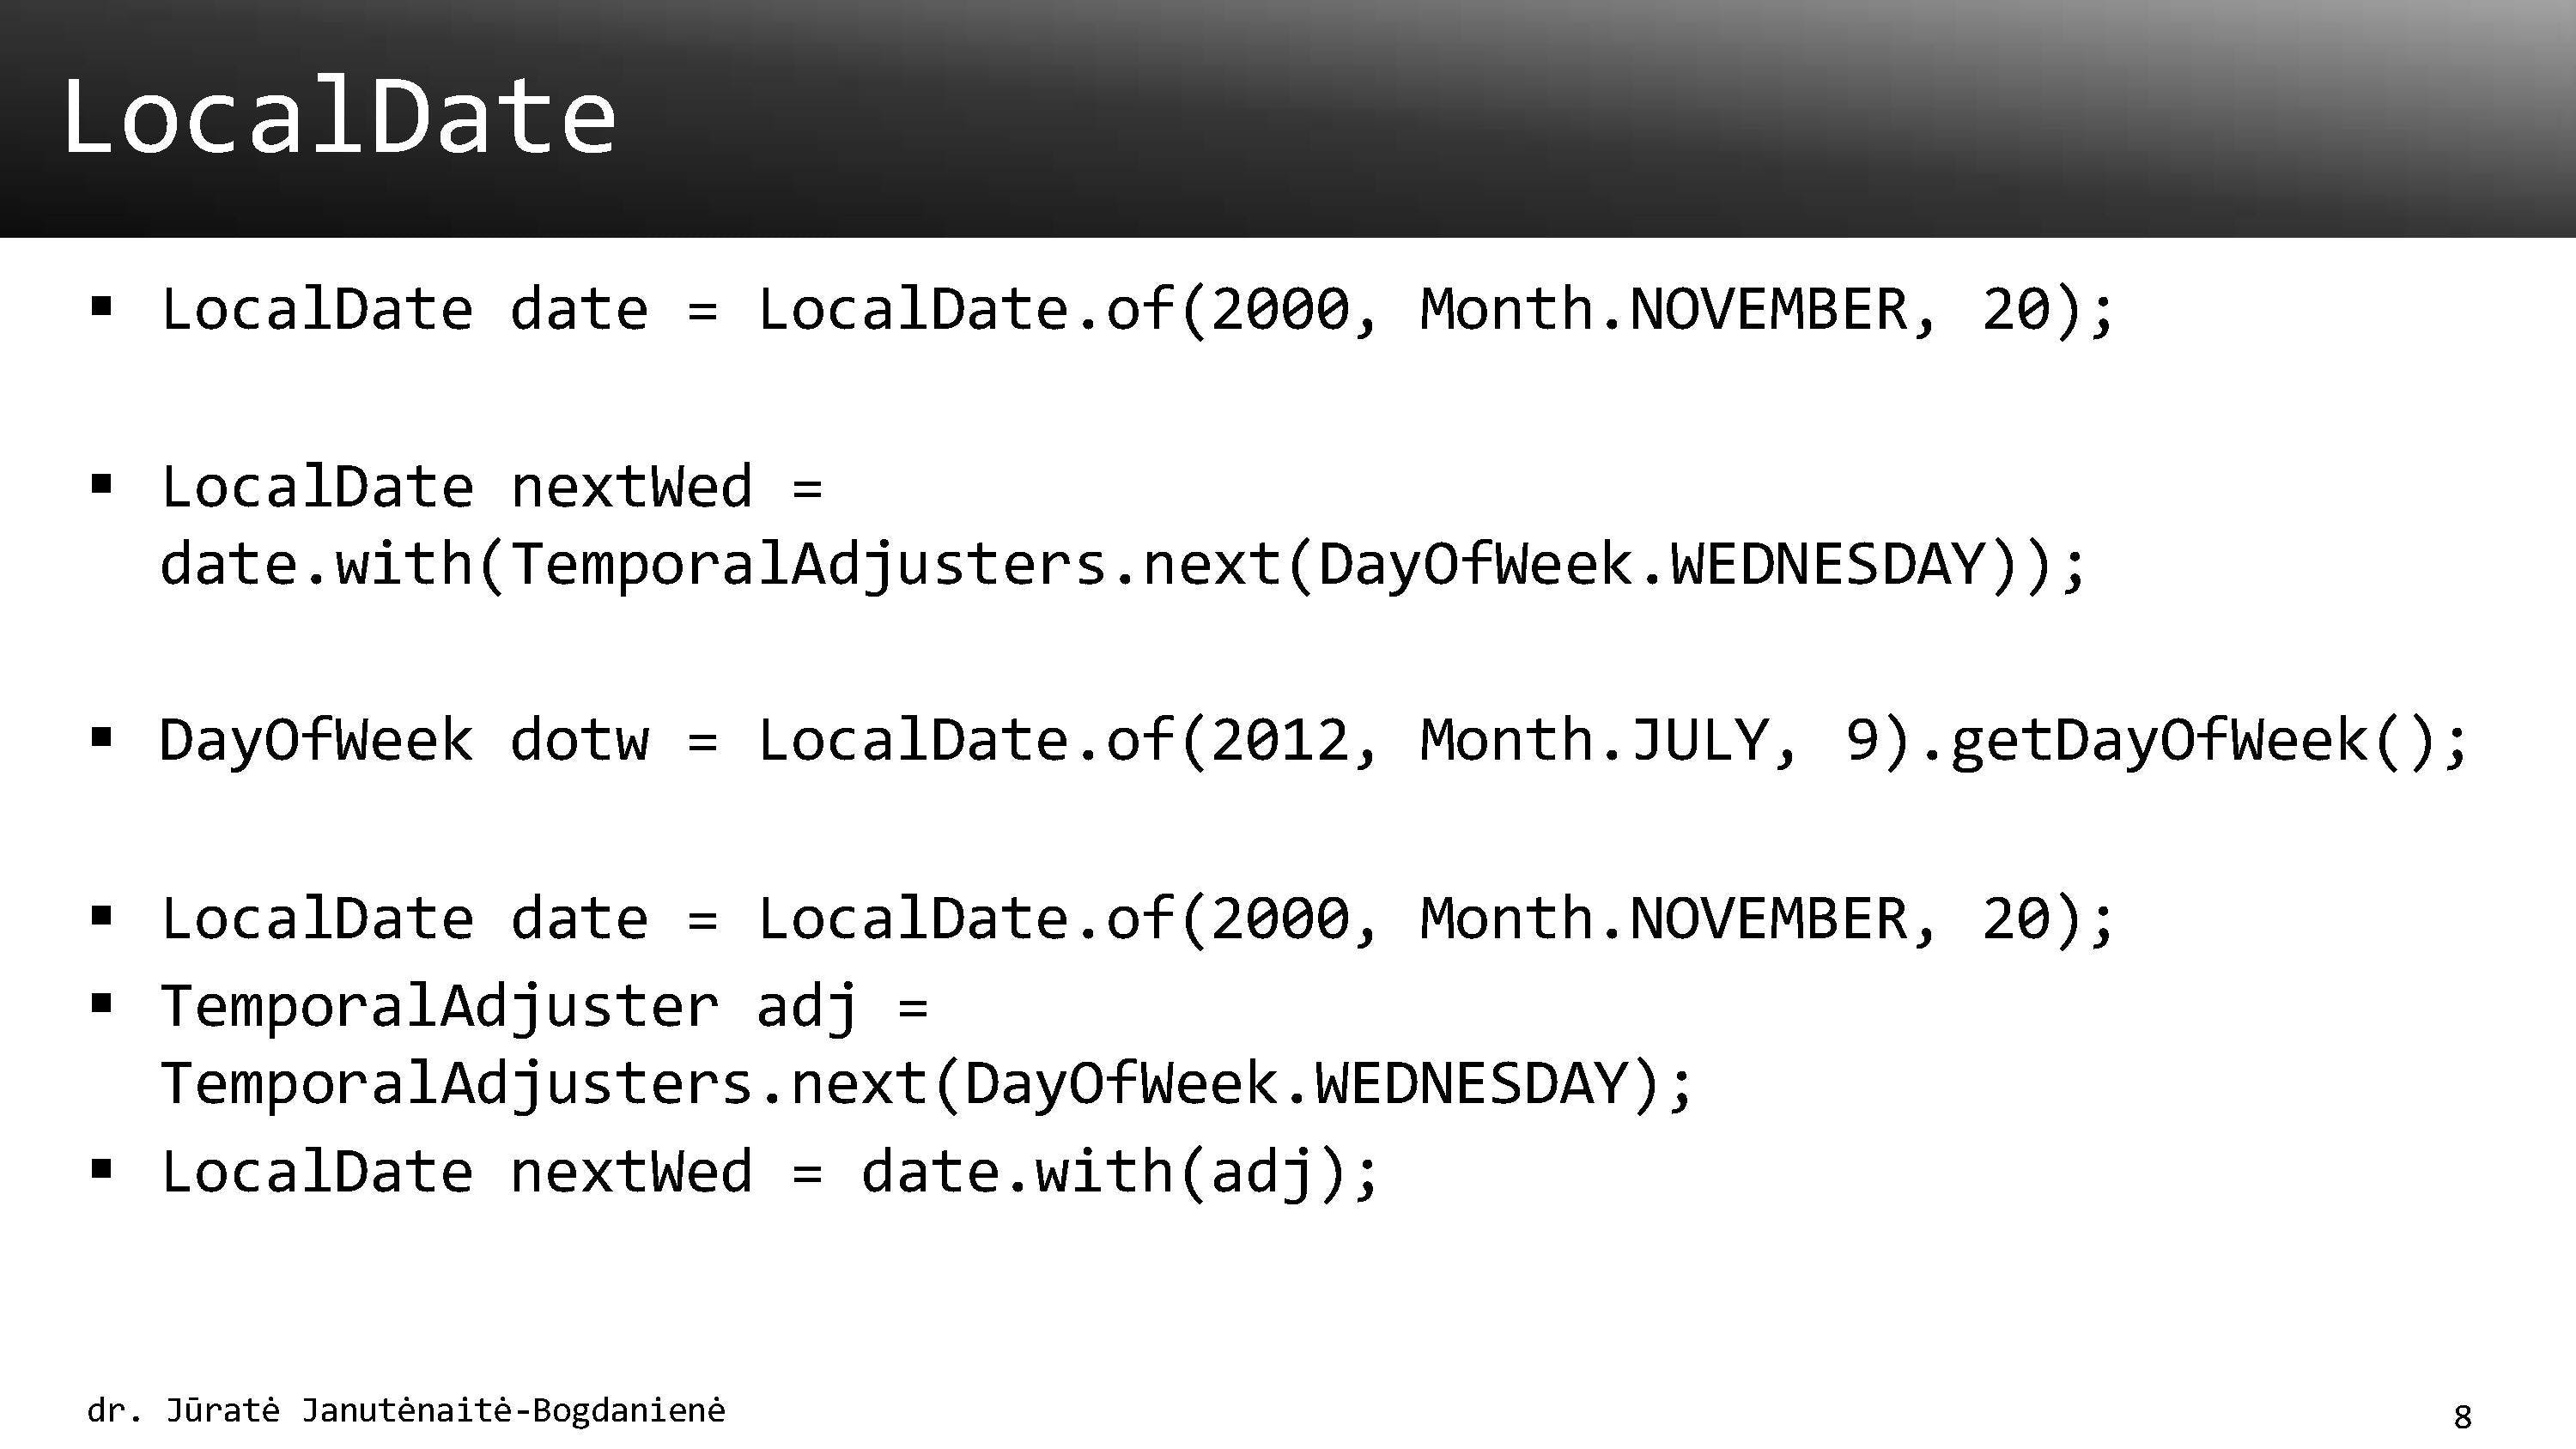 LocalDate
▪ LocalDate date = LocalDate.of(2000, Month.NOVEMBER, 20);
▪ LocalDate nextWed =
date.with(TemporalAdjusters.next(DayOfWeek.WEDNESDAY));
▪ DayOfWeek dotw = LocalDate.of(2012, Month.JULY, 9).getDayOfWeek();
▪ LocalDate date = LocalDate.of(2000, Month.NOVEMBER, 20);
▪ TemporalAdjuster adj =
TemporalAdjusters.next(DayOfWeek.WEDNESDAY);
▪ LocalDate nextWed = date.with(adj);
dr. Jūratė Janutėnaitė-Bogdanienė
8